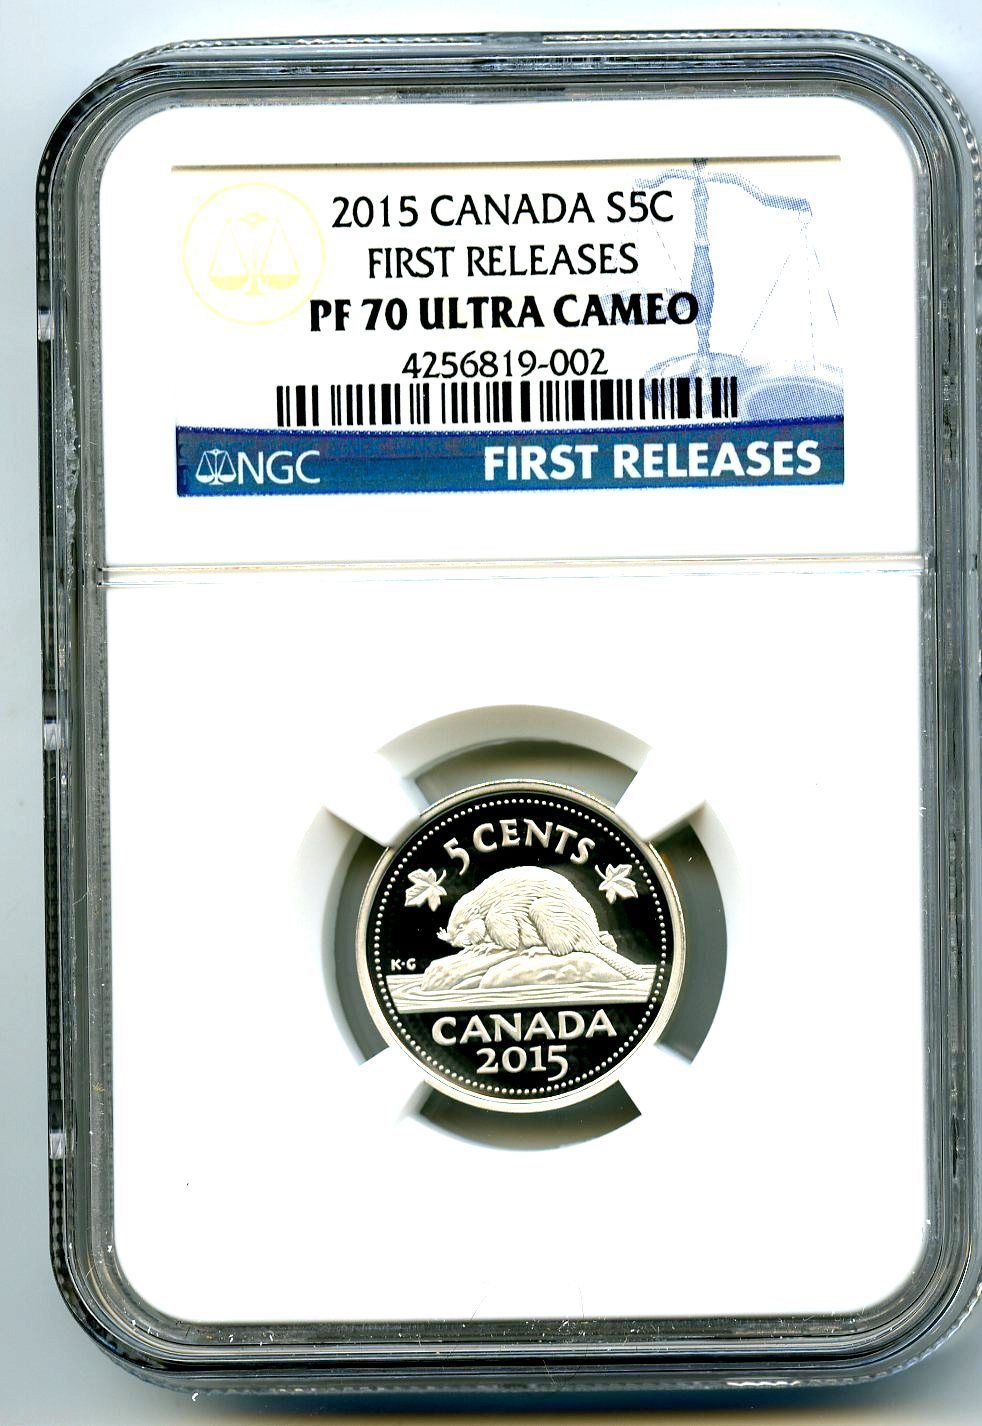 2015 CANADA S5C
FIRST RELEASES
PF 70 ULTRA CAMEO
4256819-002
NGC FIRST RELEASES
5 CENTS
K·G
CANADA
2015